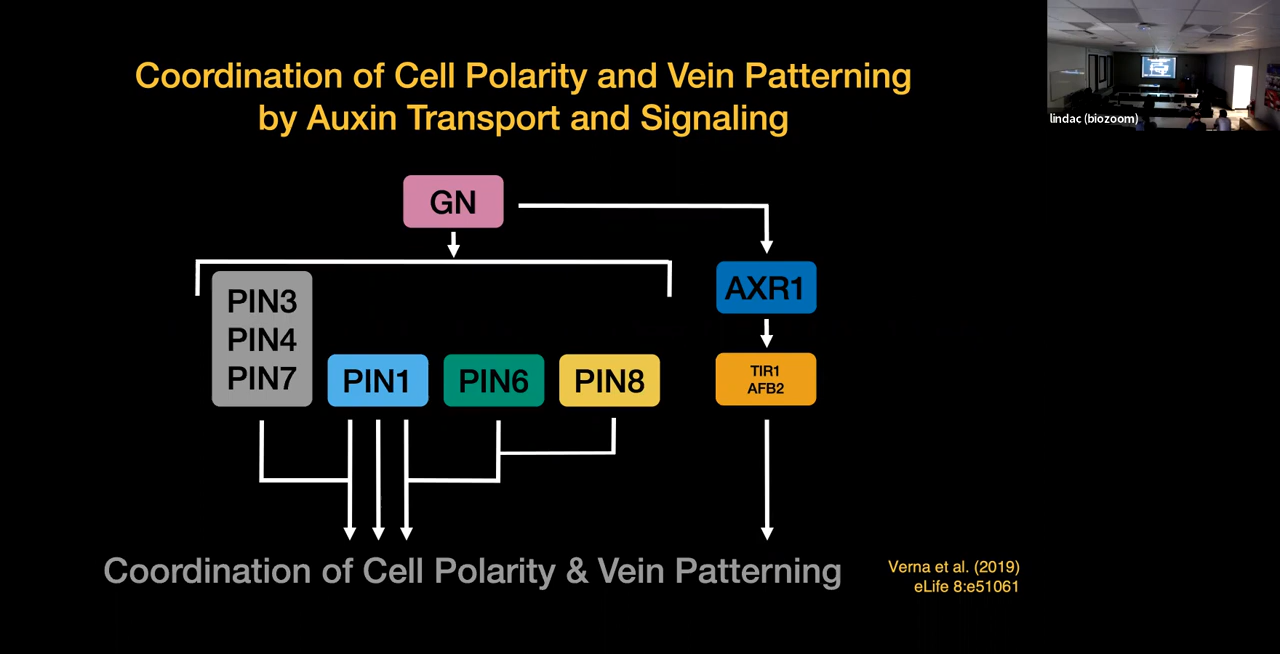 Coordination of Cell Polarity and Vein Patterning
by Auxin Transport and Signaling
lindac (biozoom)
GN
AXR1
PIN3
PIN4
PIN7
PIN1
PIN6
PIN8
TIR1
AFB2
Coordination of Cell Polarity & Vein Patterning
Verna et al. (2019)
eLife 8:e51061